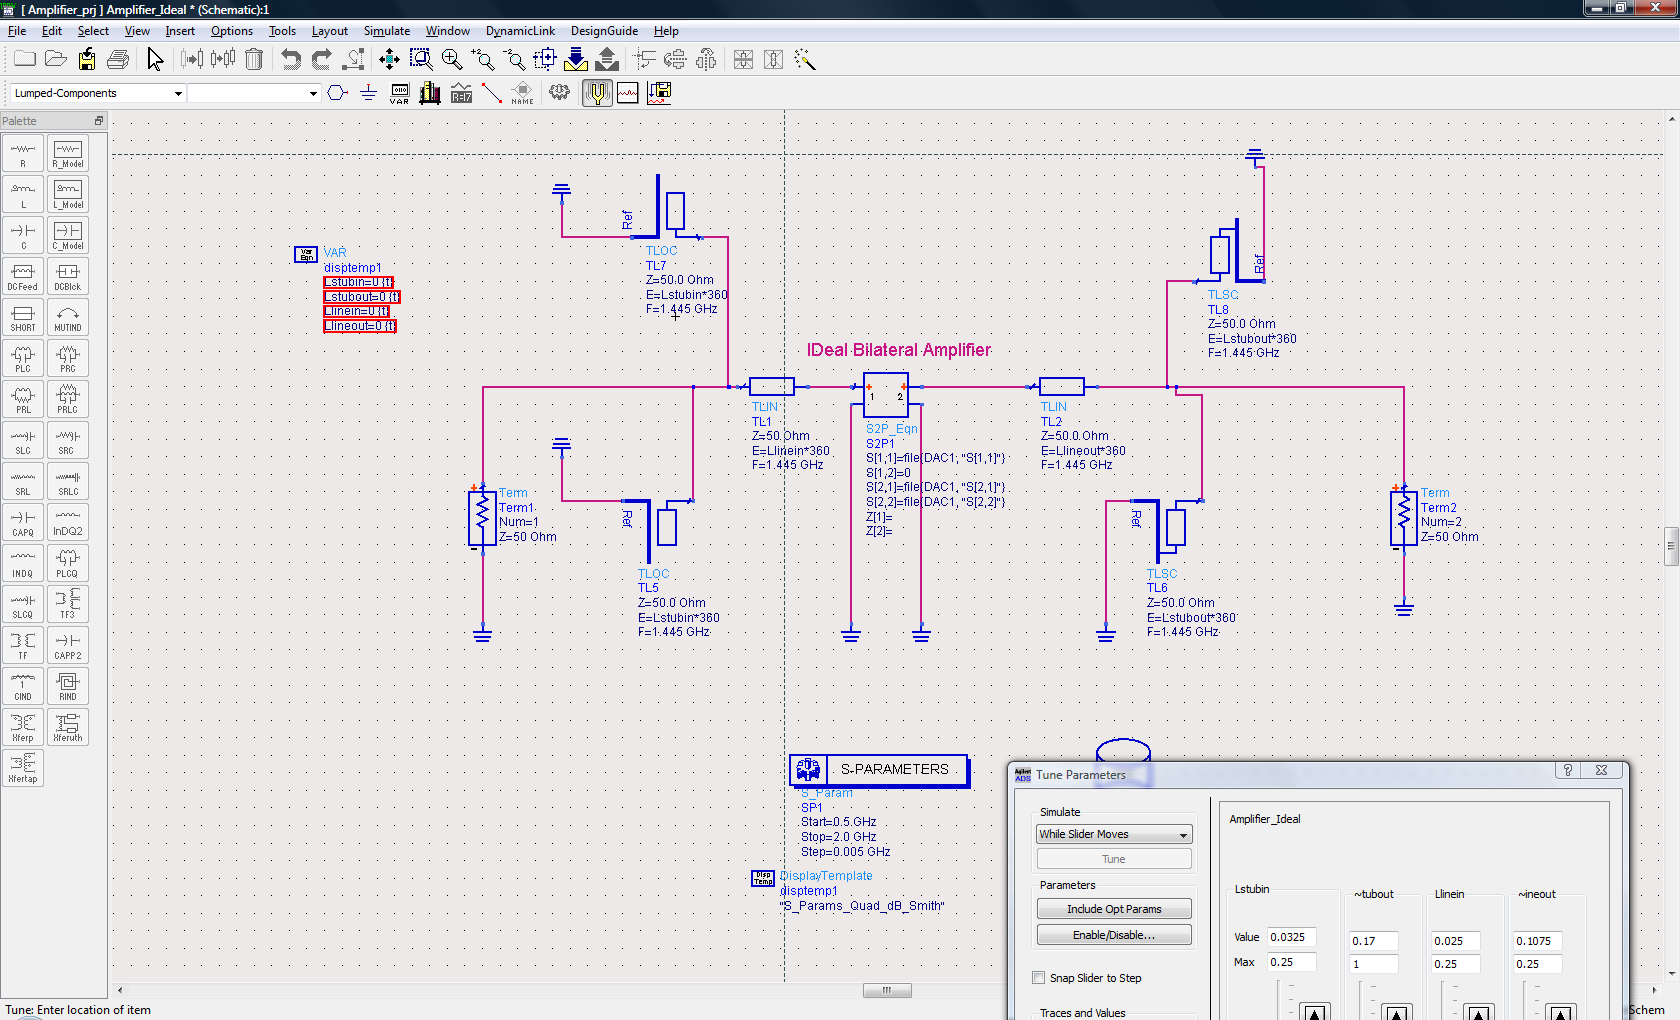 [ Amplifier_prj ] Amplifier_Ideal * (Schematic):1
File Edit Select View Insert Options Tools Layout Simulate Window DynamicLink DesignGuide Help
VAR NAME
Lumped-Components
Palette
R R_Model
L L_Model
C C_Model
DCFeed DCBlck
SHORT MUTIND
PLC PRC
PRL PRLC
SLC SRC
SRL SRLC
CAPQ InDQ2
INDQ PLCQ
SLCQ TF3
TF CAPP2
CIND RIND
Xferp Xferuth
Xfertap
Var
Eqn
VAR
disptemp1
Lstubin=0 {t}
Lstubout=0 {t}
Llinein=0 {t}
Llineout=0 {t}
Ref
TLOC
TL7
Z=50.0 Ohm
E=Lstubin*360
F=1.445 GHz
Ref
TLSC
TL8
Z=50.0 Ohm
E=Lstubout*360
F=1.445 GHz
IDeal Bilateral Amplifier
TLIN
TL1
Z=50 Ohm
E=Llinein*360
F=1.445 GHz
1 2
S2P_Eqn
S2P1
S[1,1]=file{DAC1, "S[1,1]"}
S[1,2]=0
S[2,1]=file{DAC1, "S[2,1]"}
S[2,2]=file{DAC1, "S[2,2]"}
Z[1]=
Z[2]=
TLIN
TL2
Z=50.0 Ohm
E=Llineout*360
F=1.445 GHz
Term
Term1
Num=1
Z=50 Ohm
Ref
TLOC
TL5
Z=50.0 Ohm
E=Lstubin*360
F=1.445 GHz
Ref
TLSC
TL6
Z=50.0 Ohm
E=Lstubout*360
F=1.445 GHz
Term
Term2
Num=2
Z=50 Ohm
S-PARAMETERS
S_Param
SP1
Start=0.5 GHz
Stop=2.0 GHz
Step=0.005 GHz
Disp
Temp
DisplayTemplate
disptemp1
"S_Params_Quad_dB_Smith"
Agilent
ADS
Tune Parameters
Simulate
While Slider Moves
Tune
Parameters
Include Opt Params
Enable/Disable...
Snap Slider to Step
Traces and Values
Amplifier_Ideal
Lstubin ~tubout Llinein ~ineout
Value 0.0325 0.17 0.025 0.1075
Max 0.25 1 0.25 0.25
Tune: Enter location of item
Schem